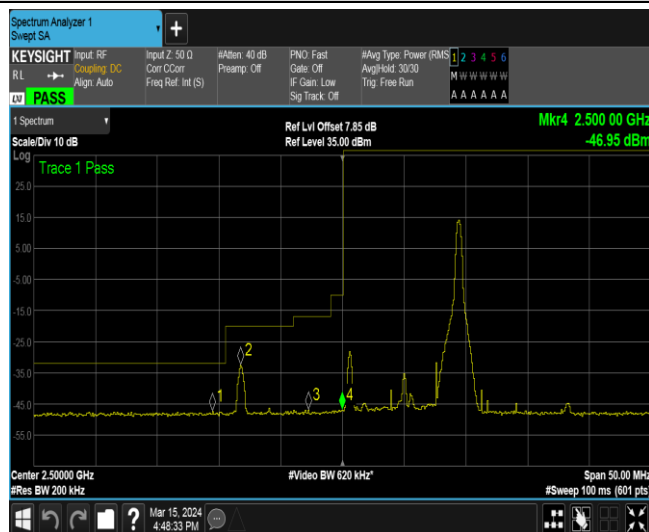 Spectrum Analyzer 1
Swept SA
+
KEYSIGHT Input: RF
RL Coupling: DC
Align: Auto
LXI PASS
Input Z: 50 Ω
Corr CCorr
Freq Ref: Int (S)
#Atten: 40 dB
Preamp: Off
PNO: Fast
Gate: Off
IF Gain: Low
Sig Track: Off
#Avg Type: Power (RMS
Avg|Hold: 30/30
Trig: Free Run
1 2 3 4 5 6
M W W W W W
A A A A A A
1 Spectrum
Scale/Div 10 dB
Ref Lvl Offset 7.85 dB
Ref Level 35.00 dBm
Mkr4 2.500 00 GHz
-46.95 dBm
Log
Trace 1 Pass
25.0
15.0
5.00
-5.00
-15.0
-25.0
-35.0
-45.0
-55.0
1
2
3
4
Center 2.50000 GHz
#Res BW 200 kHz
#Video BW 620 kHz*
Span 50.00 MHz
#Sweep 100 ms (601 pts)
?
Mar 15, 2024
4:48:33 PM